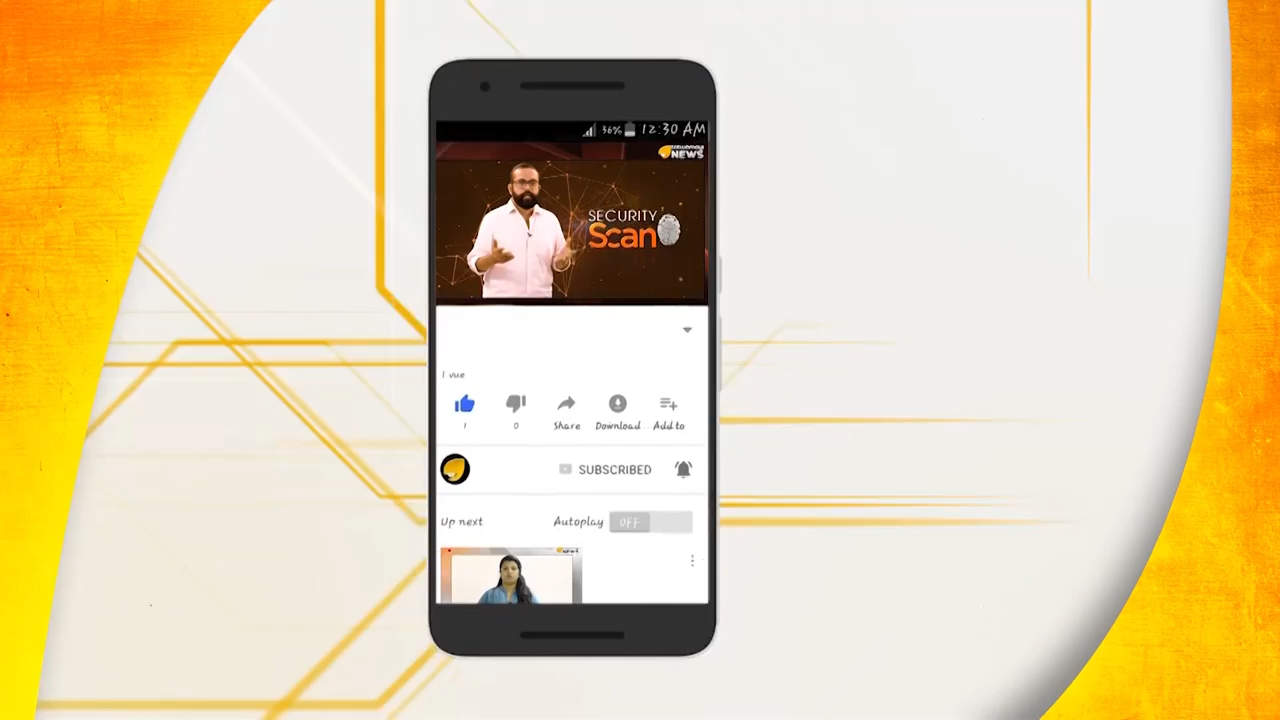 36% 12:30 AM
tatwamayi
NEWS
SECURITY
Scan
1 vue
1
0
Share
Download
Add to
SUBSCRIBED
Up next
Autoplay
OFF